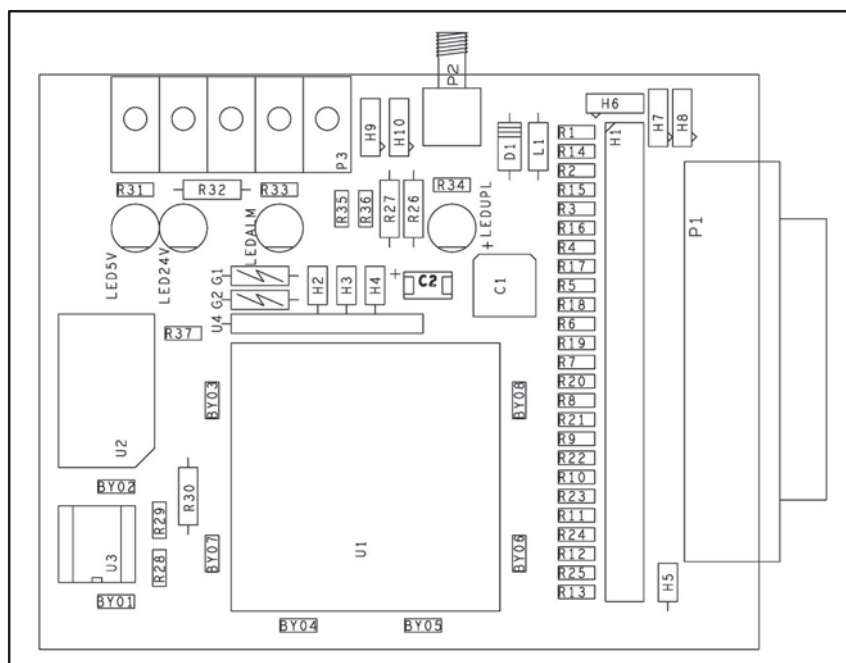 P2
H6
H7
H8
H9
H10
P3
D1
L1
R1
H1
R14
R2
R31
R32
R33
R34
R15
R35
R36
R27
R26
R3
P1
R16
LED5V
LED24V
LEDALM
+LEDUPL
R4
R17
G1
H2
H3
H4
+
C2
C1
R5
G2
R18
U4
R6
R37
R19
R7
BY03
BY08
R20
R8
R21
U2
R9
R22
BY02
R30
R10
R23
R29
R11
U3
R28
BY07
U1
BY06
R24
R12
R25
H5
BY01
R13
BY04
BY05